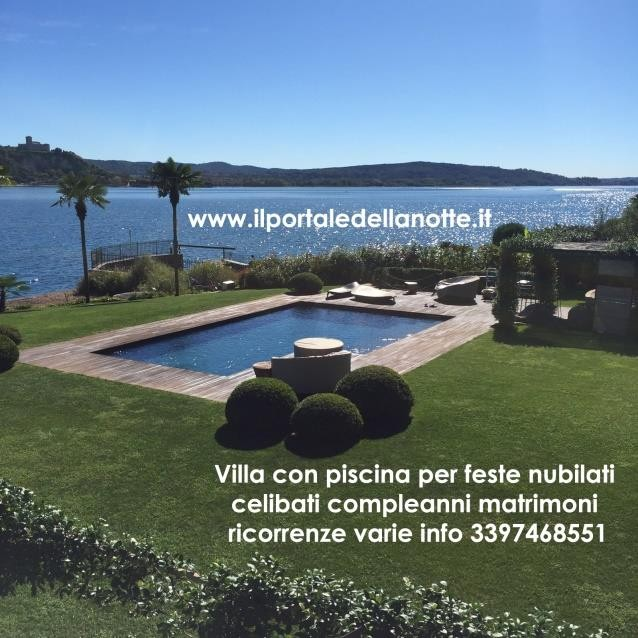 www.ilportaledellanotte.it
Villa con piscina per feste nubilati
celibati compleanni matrimoni
ricorrenze varie info 3397468551